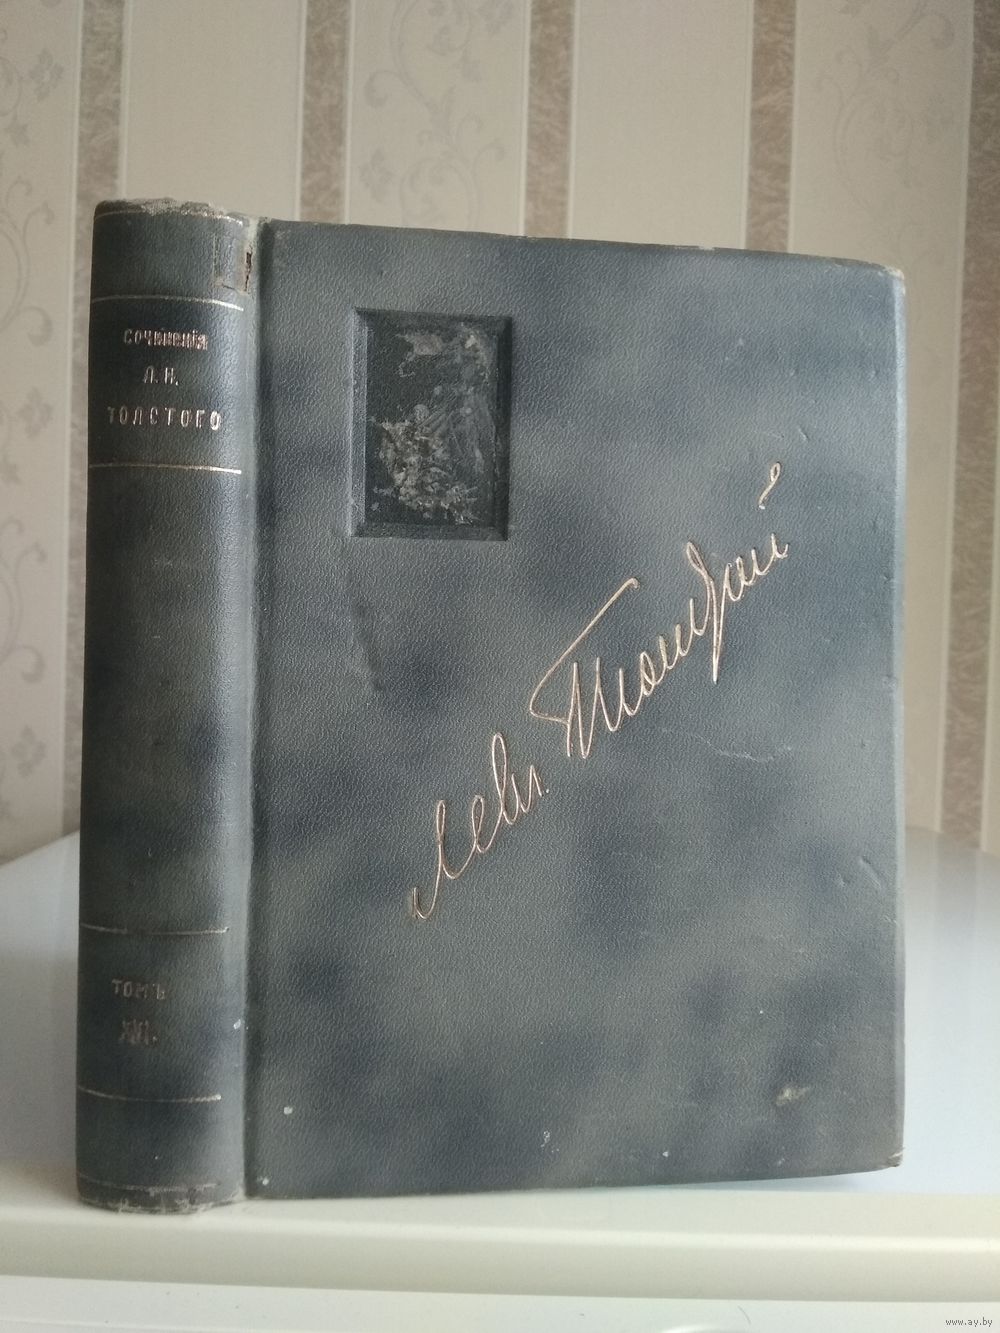 Сочиненія
Л. Н.
ТОЛСТОГО
ТОМЪ
Левъ Толстой
www.ay.by